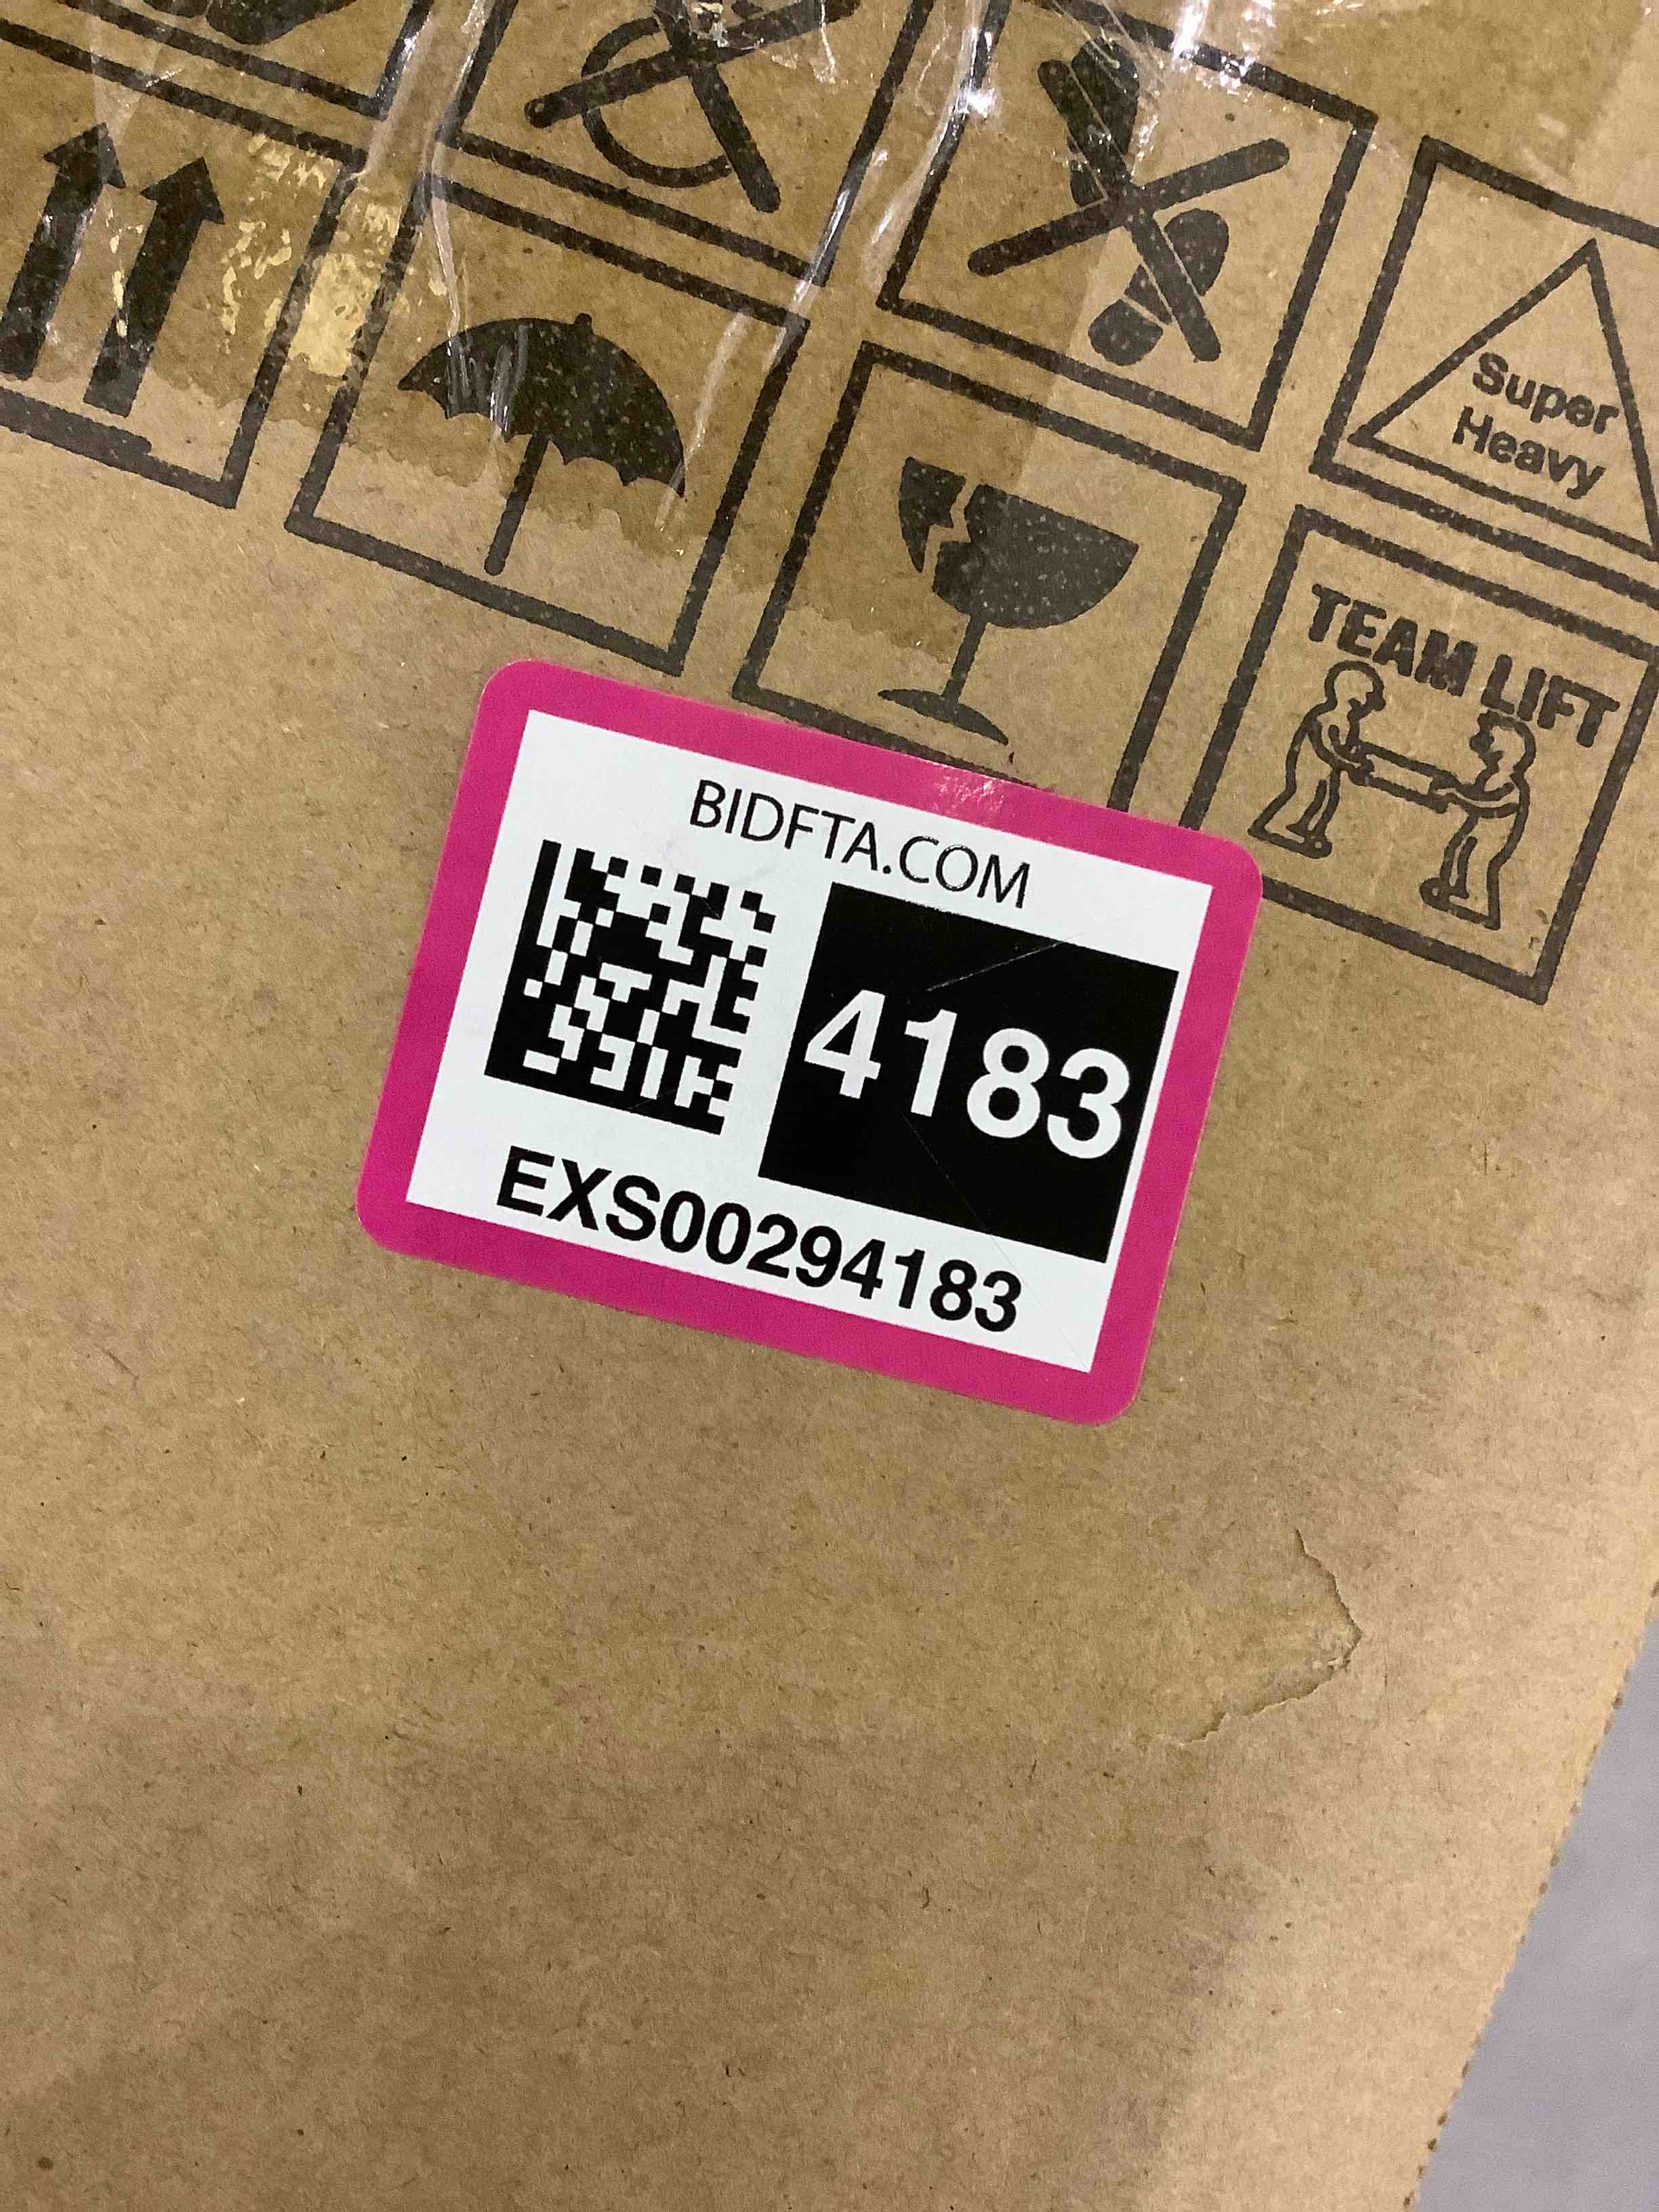 Super
Heavy
TEAM LIFT
BIDFTA.COM
4183
EXS00294183